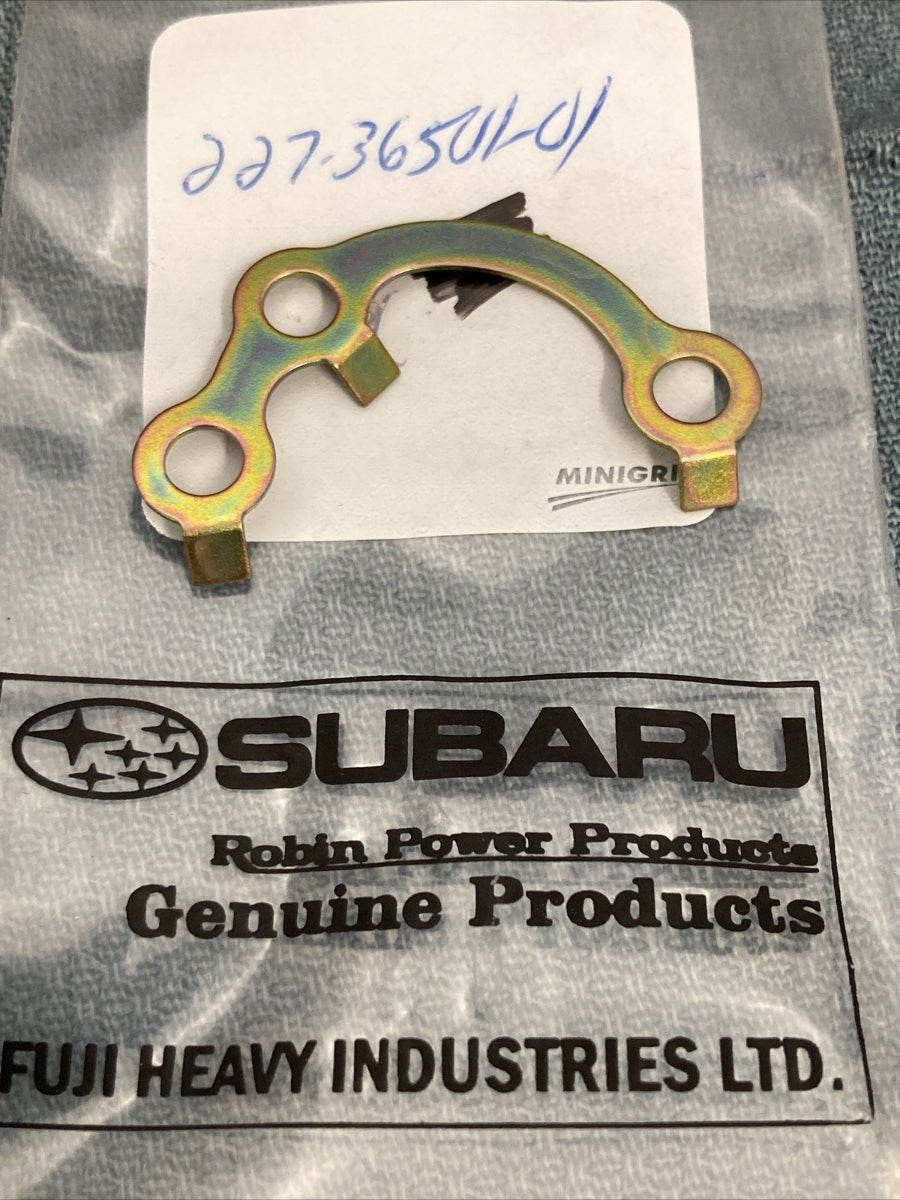 227-36501-01
MINIGRI
SUBARU
Robin Power Products
Genuine Products
FUJI HEAVY INDUSTRIES LTD.